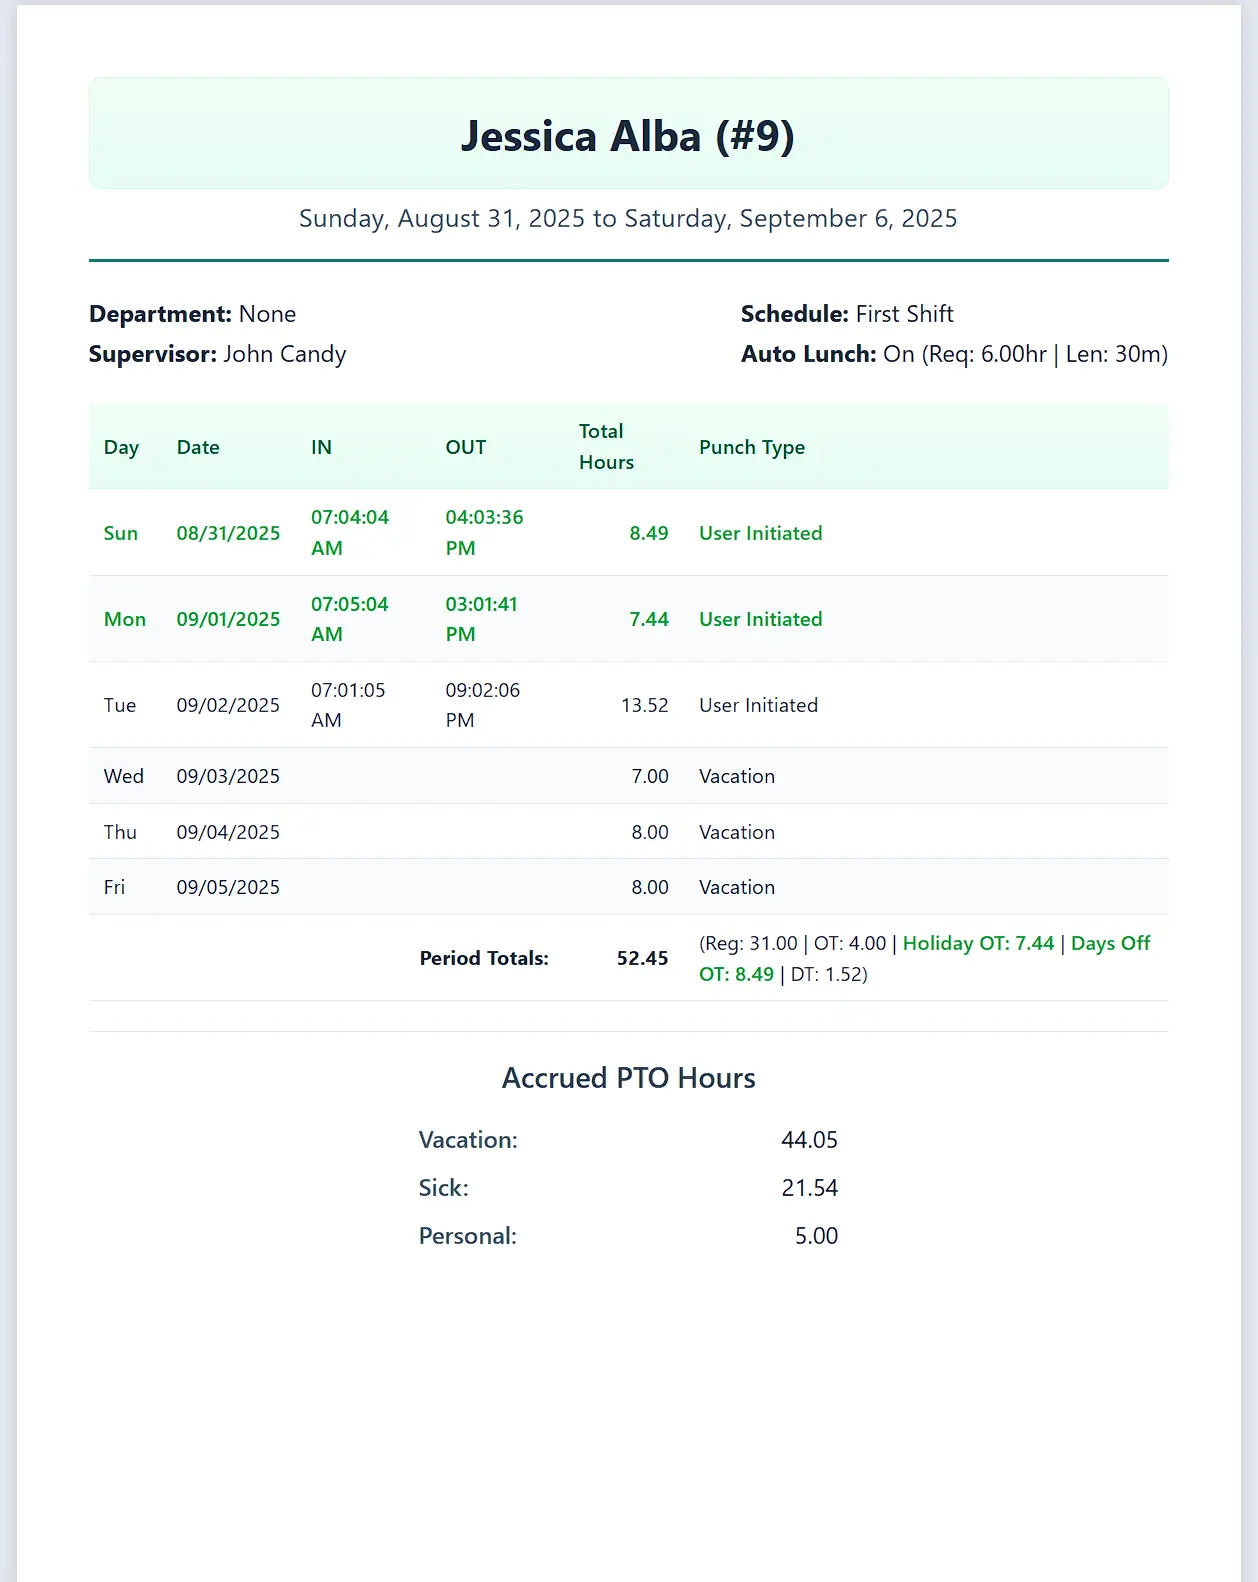 Jessica Alba (#9)
Sunday, August 31, 2025 to Saturday, September 6, 2025
Department: None
Supervisor: John Candy
Schedule: First Shift
Auto Lunch: On (Req: 6.00hr | Len: 30m)
Day Date IN OUT Total Hours Punch Type
Sun 08/31/2025 07:04:04 AM 04:03:36 PM 8.49 User Initiated
Mon 09/01/2025 07:05:04 AM 03:01:41 PM 7.44 User Initiated
Tue 09/02/2025 07:01:05 AM 09:02:06 PM 13.52 User Initiated
Wed 09/03/2025 7.00 Vacation
Thu 09/04/2025 8.00 Vacation
Fri 09/05/2025 8.00 Vacation
Period Totals: 52.45 (Reg: 31.00 | OT: 4.00 | Holiday OT: 7.44 | Days Off
OT: 8.49 | DT: 1.52)
Accrued PTO Hours
Vacation: 44.05
Sick: 21.54
Personal: 5.00